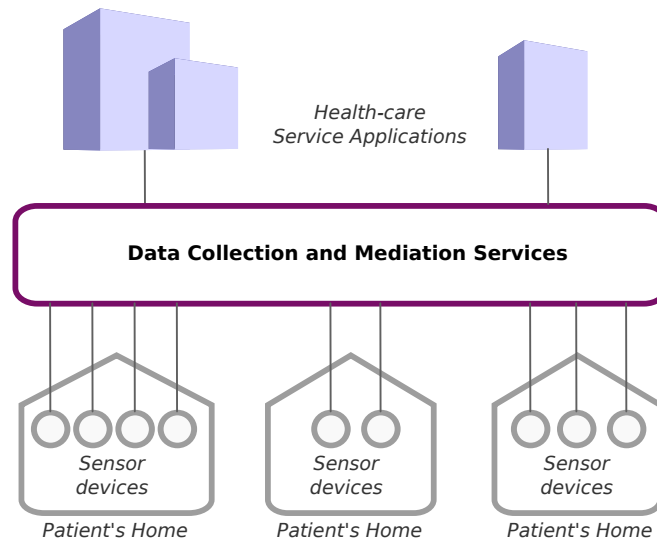 Health-care
Service Applications
Data Collection and Mediation Services
Sensor
devices
Sensor
devices
Sensor
devices
Patient's Home
Patient's Home
Patient's Home